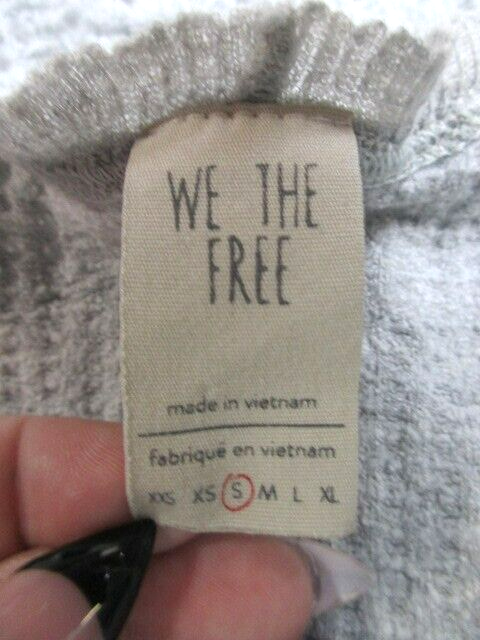 WE THE
FREE
made in vietnam
fabriqué en vietnam
XXS XS S M L XL